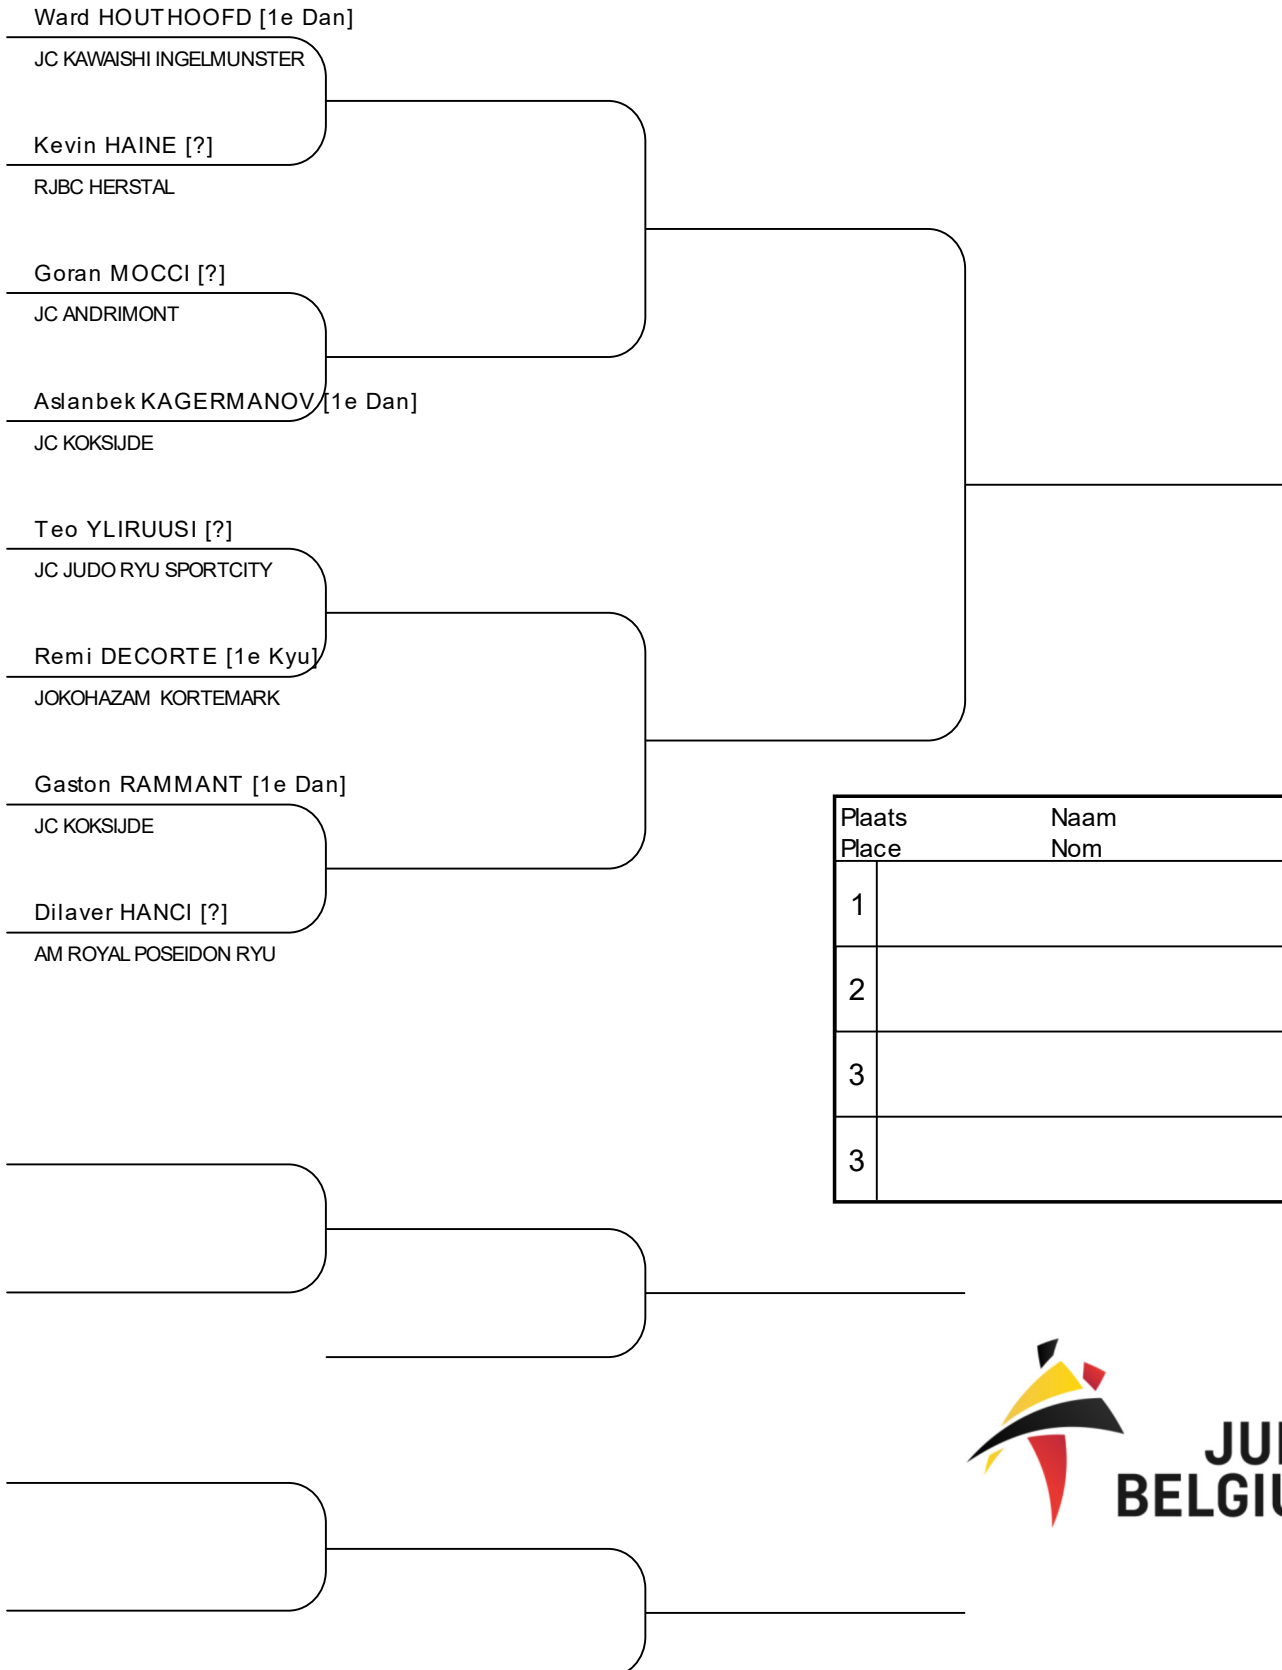 Ward HOUTHOOFD [1e Dan]
JC KAWAISHI INGELMUNSTER
Kevin HAINE [?]
RJBC HERSTAL
Goran MOCCI [?]
JC ANDRIMONT
Aslanbek KAGERMANOV [1e Dan]
JC KOKSIJDE
Teo YLIRUUSI [?]
JC JUDO RYU SPORTCITY
Remi DECORTE [1e Kyu]
JOKOHAZAM KORTEMARK
Gaston RAMMANT [1e Dan]
JC KOKSIJDE
Dilaver HANCI [?]
AM ROYAL POSEIDON RYU
Plaats Naam
Place Nom
1
2
3
3